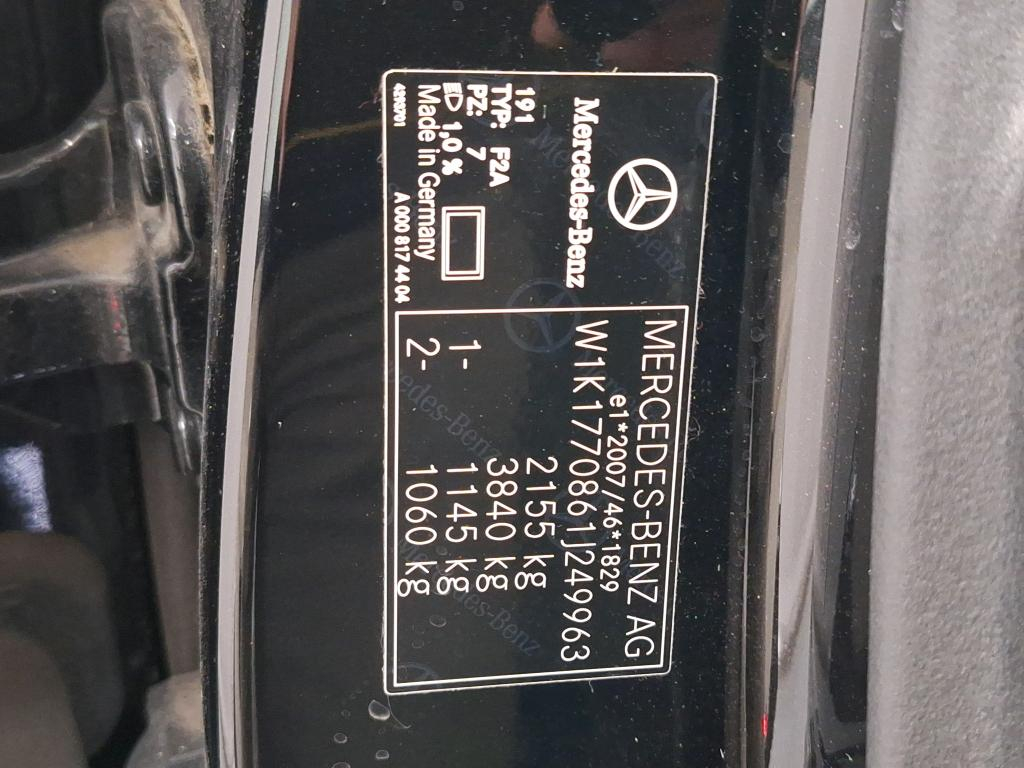 Mercedes-Benz
191
TYP: F2A
PZ: 7
1,0 %
Made in Germany
4293701
A 000 817 44 04
MERCEDES-BENZ AG
e1*2007/46*1829
W1K1770861J249963
2155 kg
3840 kg
1- 1145 kg
2- 1060 kg